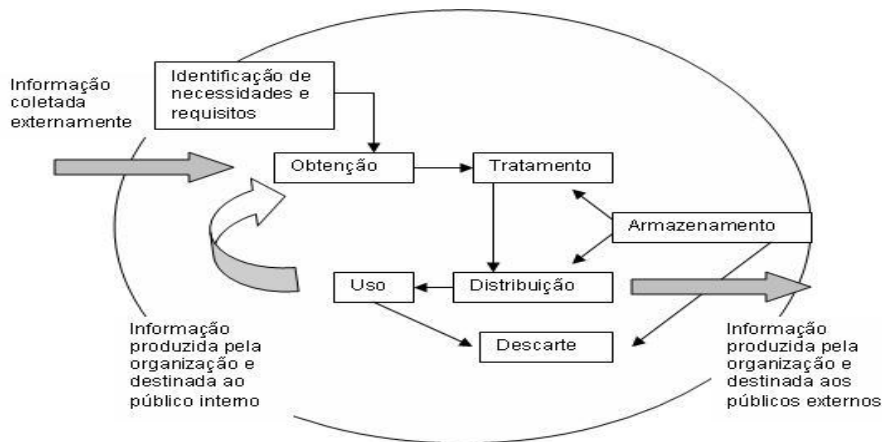 Informação
coletada
externamente
Identificação de
necessidades e
requisitos
Obtenção
Tratamento
Armazenamento
Uso
Distribuição
Descarte
Informação
produzida pela
organização e
destinada ao
público interno
Informação
produzida pela
organização e
destinada aos
públicos externos